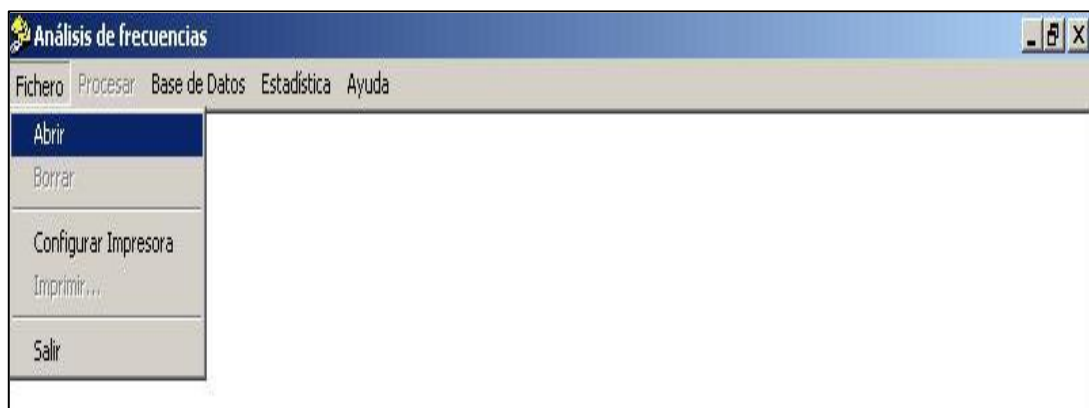 Análisis de frecuencias
Fichero Procesar Base de Datos Estadística Ayuda
Abrir
Borrar
Configurar Impresora
Imprimir...
Salir